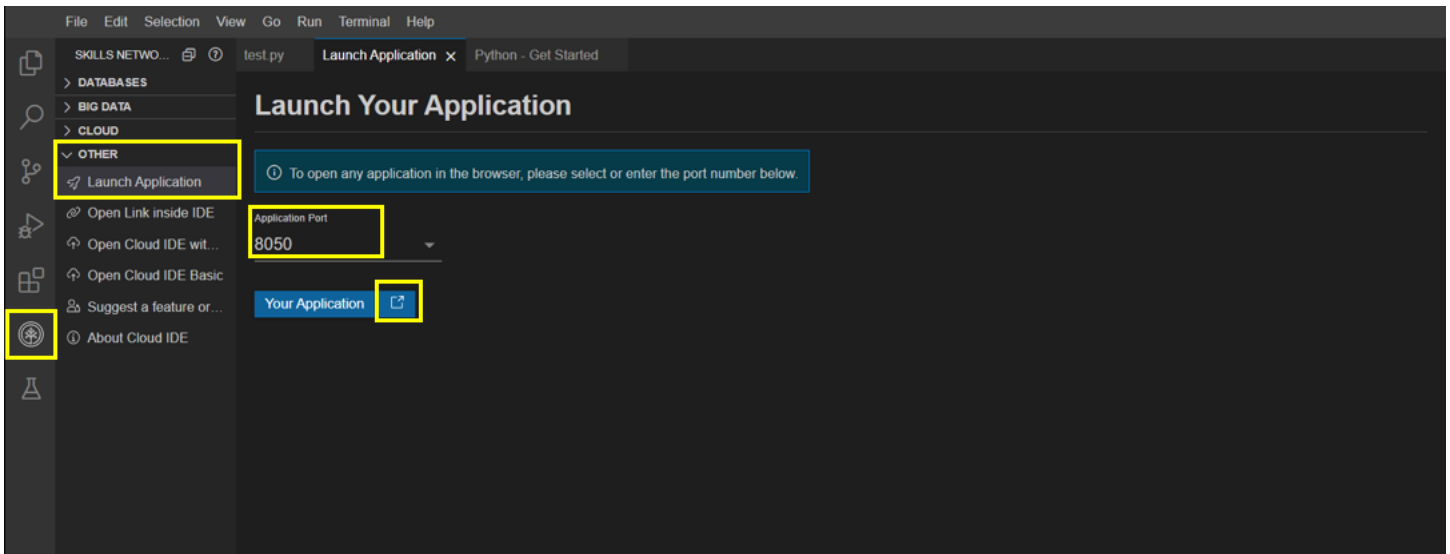 File Edit Selection View Go Run Terminal Help
SKILLS NETWO...
test.py Launch Application Python - Get Started
DATABASES
BIG DATA
CLOUD
OTHER
Launch Application
Open Link inside IDE
Open Cloud IDE wit...
Open Cloud IDE Basic
Suggest a feature or...
About Cloud IDE
Launch Your Application
To open any application in the browser, please select or enter the port number below.
Application Port
8050
Your Application